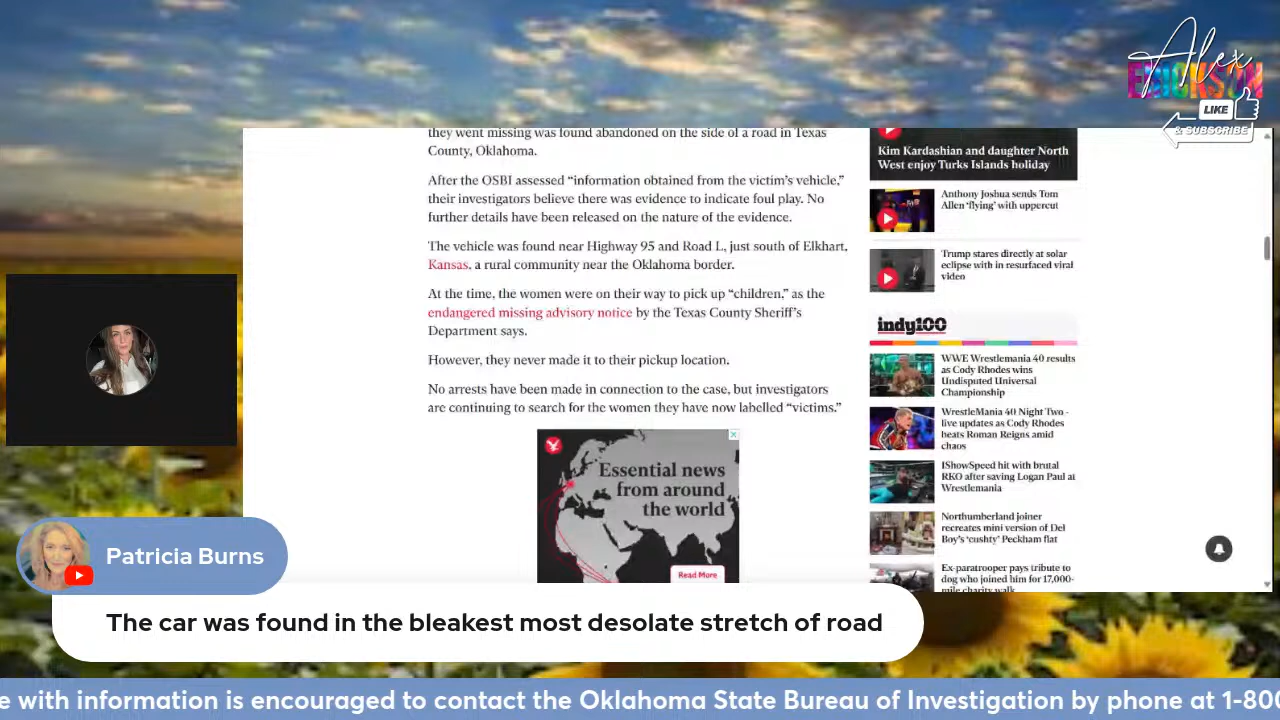 Alex
ERICKSON
LIKE
& SUBSCRIBE
they went missing was found abandoned on the side of a road in Texas
County, Oklahoma.
After the OSBI assessed “information obtained from the victim’s vehicle,”
their investigators believe there was evidence to indicate foul play. No
further details have been released on the nature of the evidence.
The vehicle was found near Highway 95 and Road L, just south of Elkhart,
Kansas, a rural community near the Oklahoma border.
At the time, the women were on their way to pick up “children,” as the
endangered missing advisory notice by the Texas County Sheriff’s
Department says.
However, they never made it to their pickup location.
No arrests have been made in connection to the case, but investigators
are continuing to search for the women they have now labelled “victims.”
Essential news
from around
the world
Read More
Kim Kardashian and daughter North
West enjoy Turks Islands holiday
Anthony Joshua sends Tom
Allen ‘flying’ with uppercut
Trump stares directly at solar
eclipse with in resurfaced viral
video
indy100
WWE Wrestlemania 40 results
as Cody Rhodes wins
Undisputed Universal
Championship
WrestleMania 40 Night Two -
live updates as Cody Rhodes
beats Roman Reigns amid
chaos
IShowSpeed hit with brutal
RKO after saving Logan Paul at
Wrestlemania
Northumberland joiner
recreates mini version of Del
Boy’s ‘cushty’ Peckham flat
Ex-paratrooper pays tribute to
dog who joined him for 17,000-
mile charity walk
Patricia Burns
The car was found in the bleakest most desolate stretch of road
e with information is encouraged to contact the Oklahoma State Bureau of Investigation by phone at 1-800